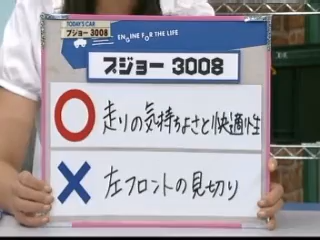 TODAY'S CAR
プジョー 3008
ENGINE FOR THE LIFE
プジョー 3008
○ 走りの気持ちよさと快適性
× 左フロントの見切り